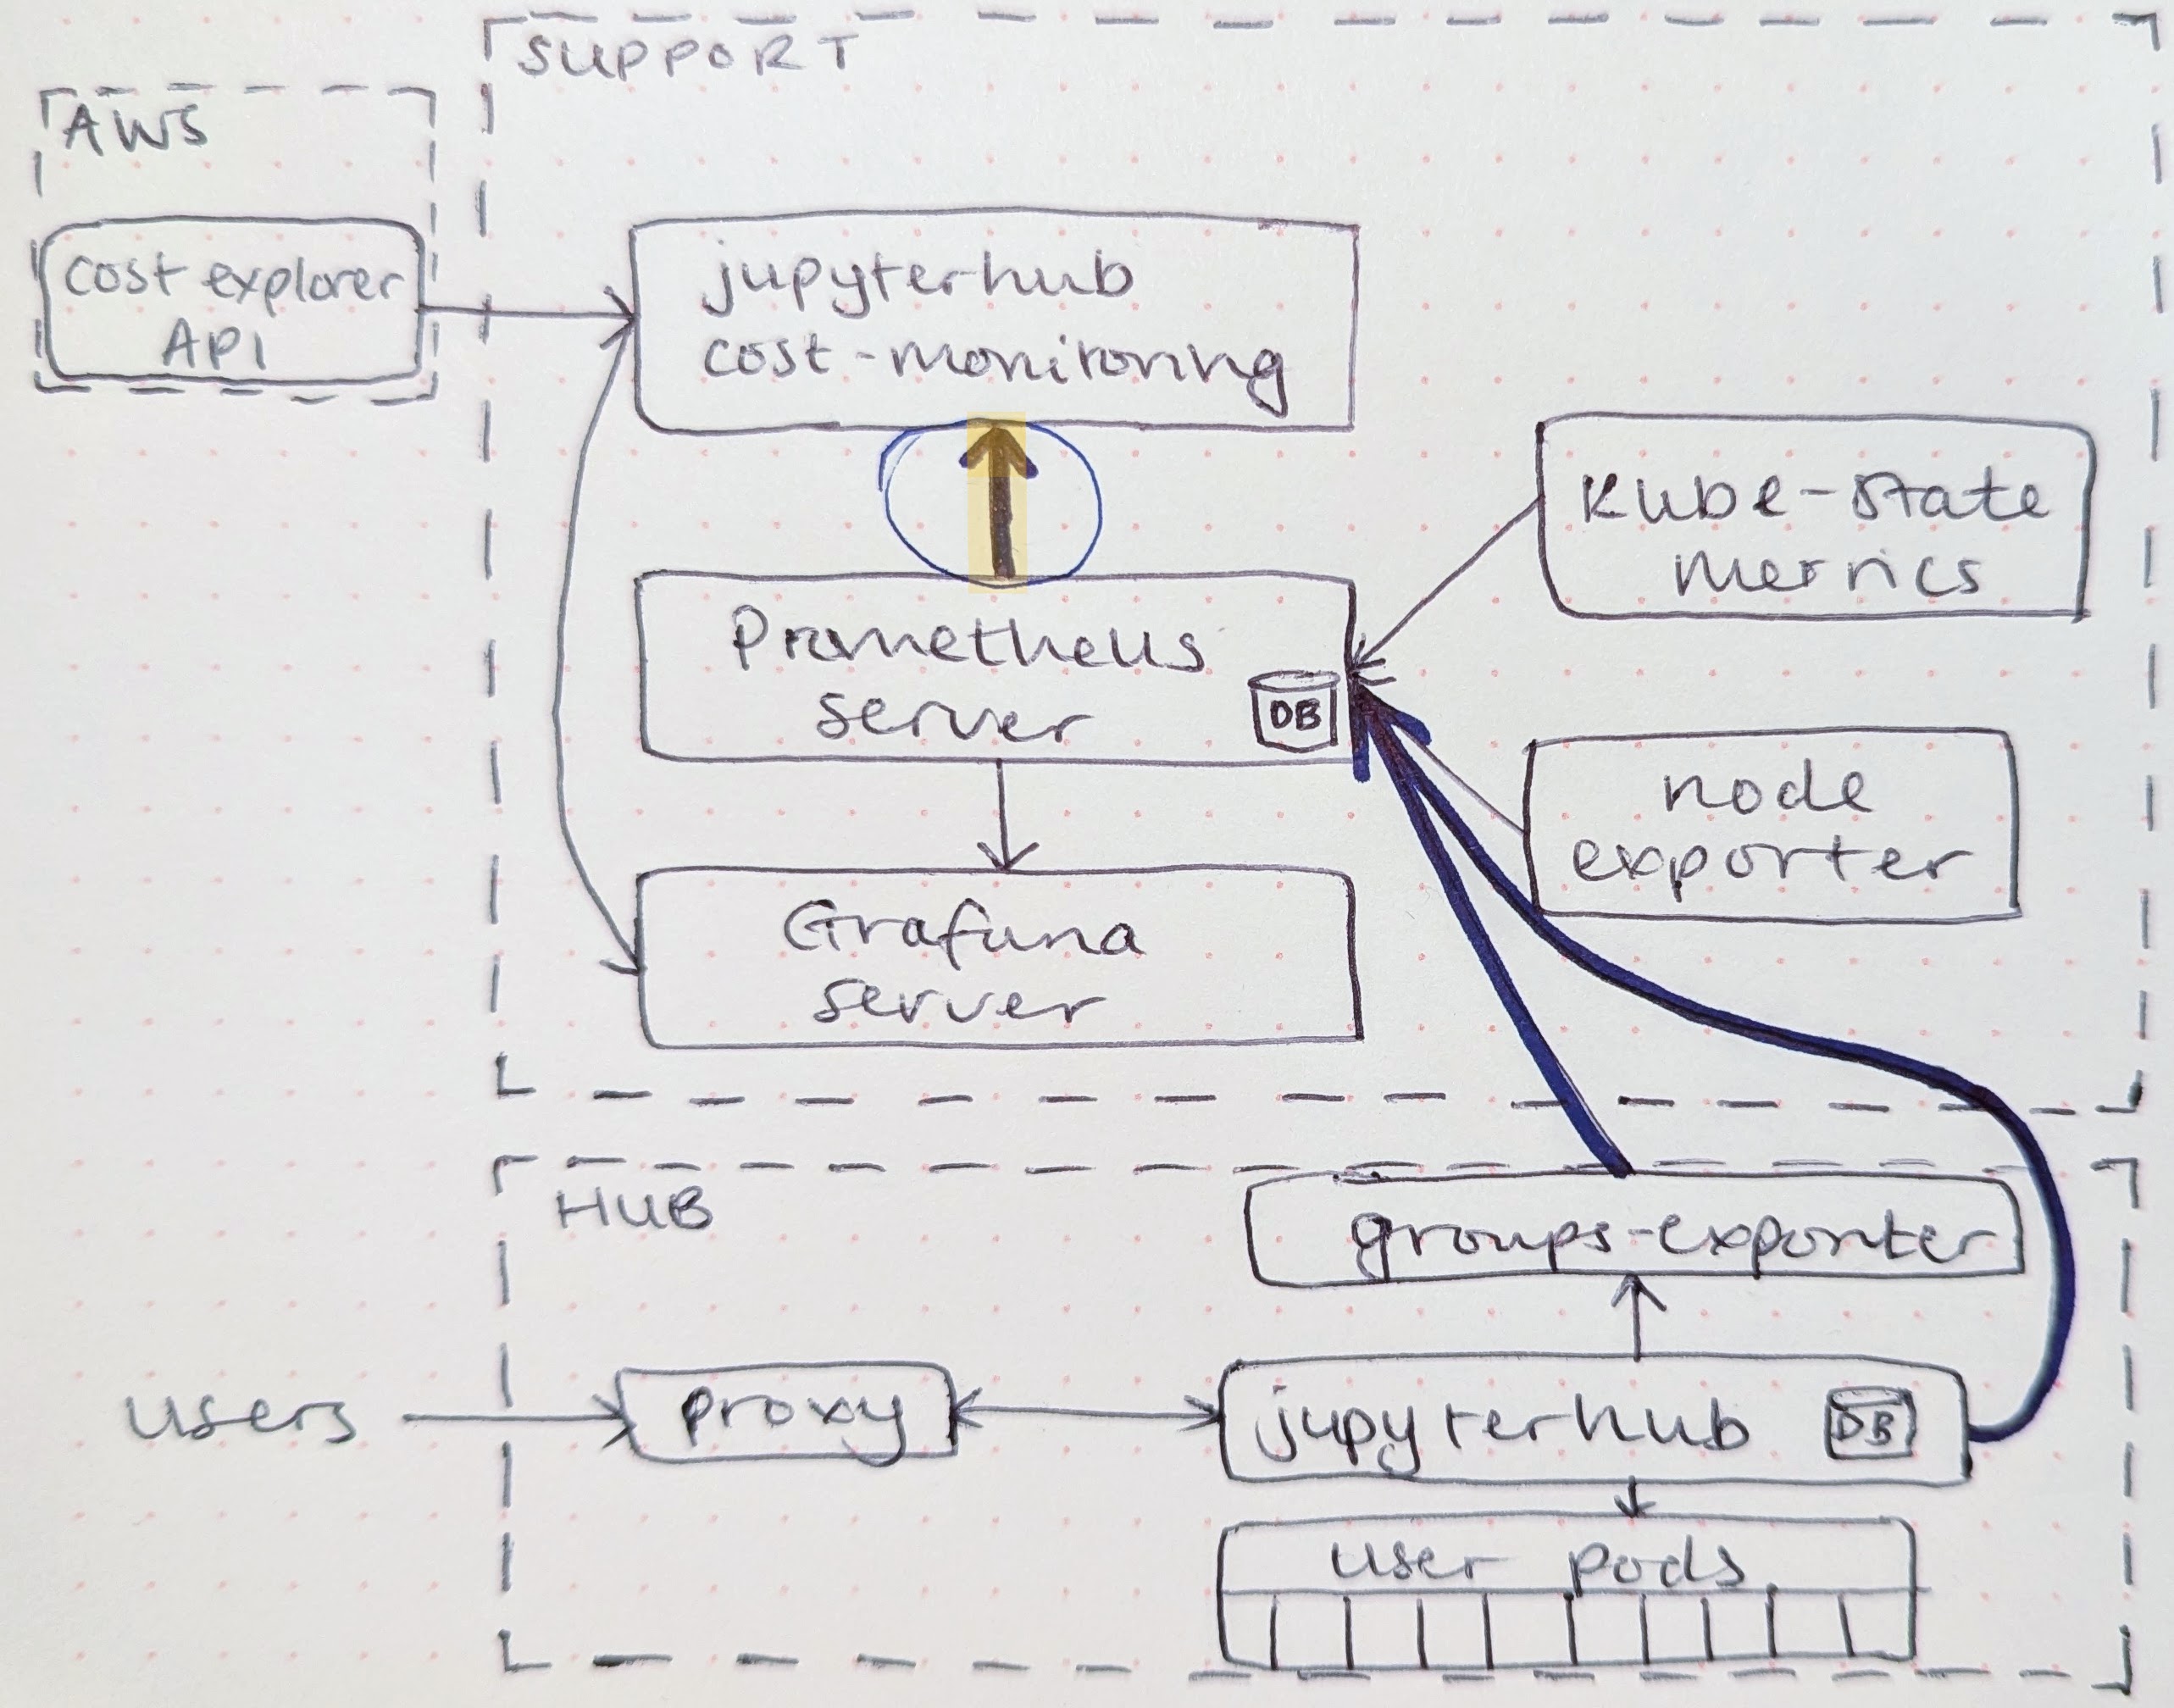 SUPPORT
AWS
cost explorer
API
jupyterhub
cost-monitoring
Kube-state
metrics
Prometheus
server
DB
node
exporter
Grafana
server
HUB
groups-exporter
users
proxy
jupyterhub
DB
user pods